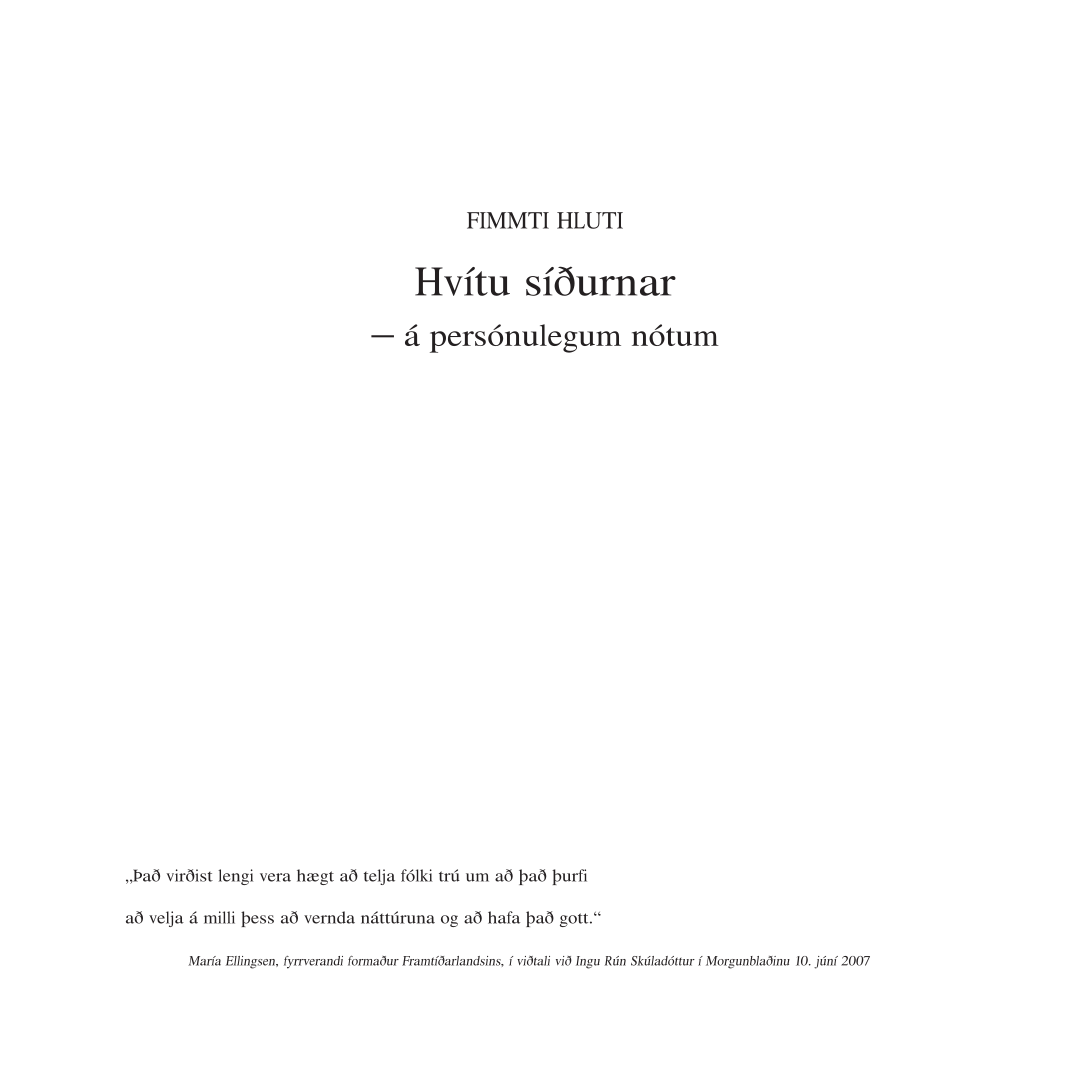 FIMMTI HLUTI
Hvítu síðurnar
– á persónulegum nótum
„Það virðist lengi vera hægt að telja fólki trú um að það þurfi
að velja á milli þess að vernda náttúruna og að hafa það gott.“
María Ellingsen, fyrrverandi formaður Framtíðarlandsins, í viðtali við Ingu Rún Skúladóttur í Morgunblaðinu 10. júní 2007